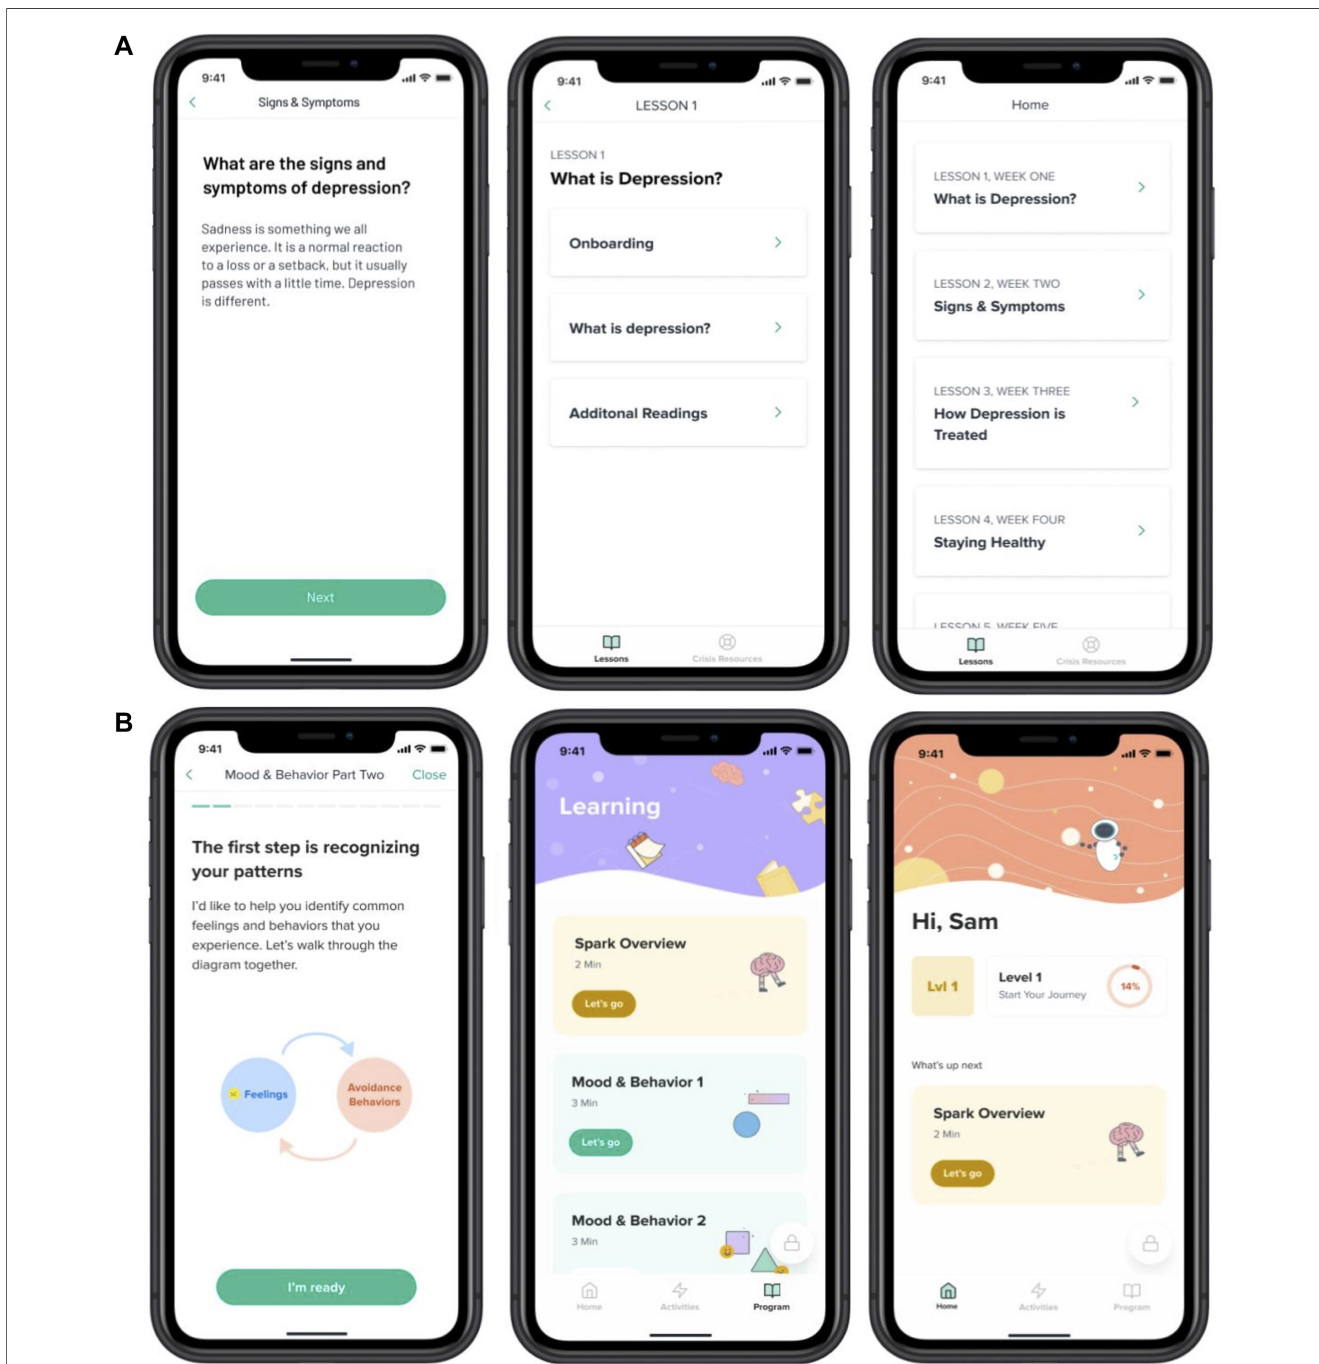 A
9:41
Signs & Symptoms
What are the signs and
symptoms of depression?
Sadness is something we all
experience. It is a normal reaction
to a loss or a setback, but it usually
passes with a little time. Depression
is different.
Next
9:41
LESSON 1
LESSON 1
What is Depression?
Onboarding
What is depression?
Additonal Readings
Lessons
Crisis Resources
9:41
Home
LESSON 1, WEEK ONE
What is Depression?
LESSON 2, WEEK TWO
Signs & Symptoms
LESSON 3, WEEK THREE
How Depression is
Treated
LESSON 4, WEEK FOUR
Staying Healthy
LESSON 5, WEEK FIVE
Lessons
Crisis Resources
B
9:41
Mood & Behavior Part Two
Close
The first step is recognizing
your patterns
I'd like to help you identify common
feelings and behaviors that you
experience. Let's walk through the
diagram together.
Feelings
Avoidance
Behaviors
I'm ready
9:41
Learning
Spark Overview
2 Min
Let's go
Mood & Behavior 1
3 Min
Let's go
Mood & Behavior 2
3 Min
Home
Activities
Program
9:41
Hi, Sam
Lvl 1
Level 1
Start Your Journey
14%
What's up next
Spark Overview
2 Min
Let's go
Home
Activities
Program